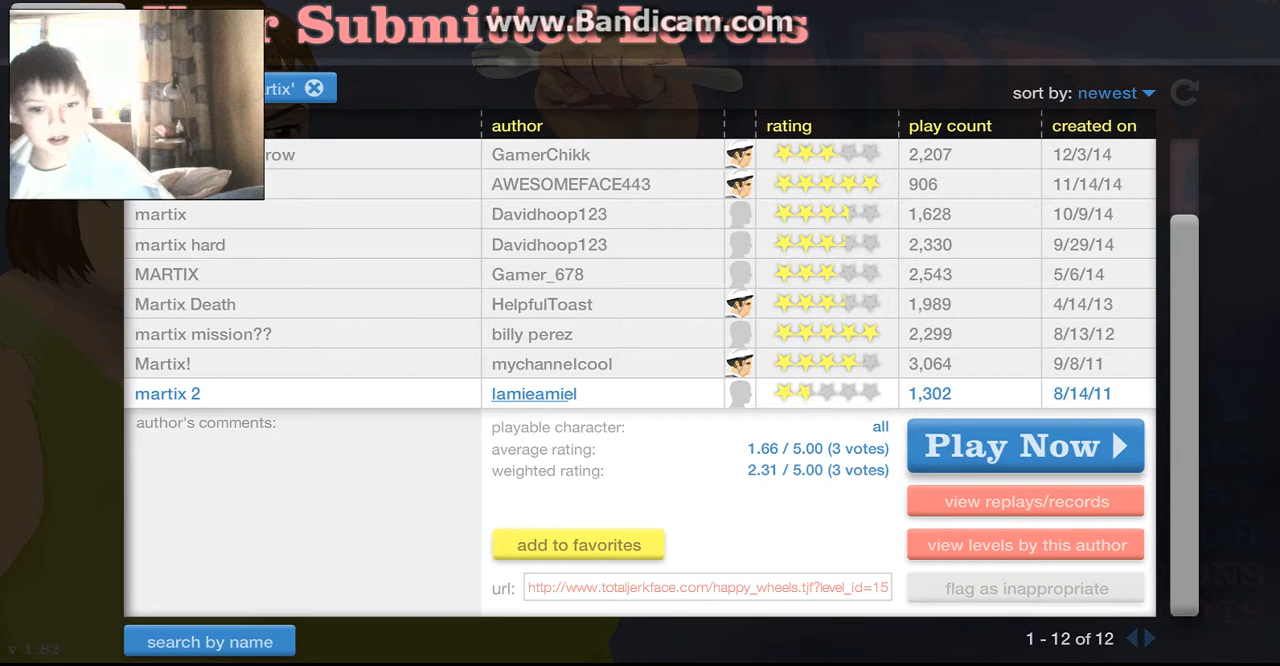 r Submitted Levels
www.Bandicam.com
rtix'
sort by: newest
author rating play count created on
row GamerChikk 2,207 12/3/14
AWESOMEFACE443 906 11/14/14
martix Davidhoop123 1,628 10/9/14
martix hard Davidhoop123 2,330 9/29/14
MARTIX Gamer_678 2,543 5/6/14
Martix Death HelpfulToast 1,989 4/14/13
martix mission?? billy perez 2,299 8/13/12
Martix! mychannelcool 3,064 9/8/11
martix 2 lamieamiel 1,302 8/14/11
author's comments:
playable character: all
average rating: 1.66 / 5.00 (3 votes)
weighted rating: 2.31 / 5.00 (3 votes)
Play Now
view replays/records
add to favorites
view levels by this author
url: http://www.totaljerkface.com/happy_wheels.tjf?level_id=15
flag as inappropriate
v 1.82
search by name
1 - 12 of 12